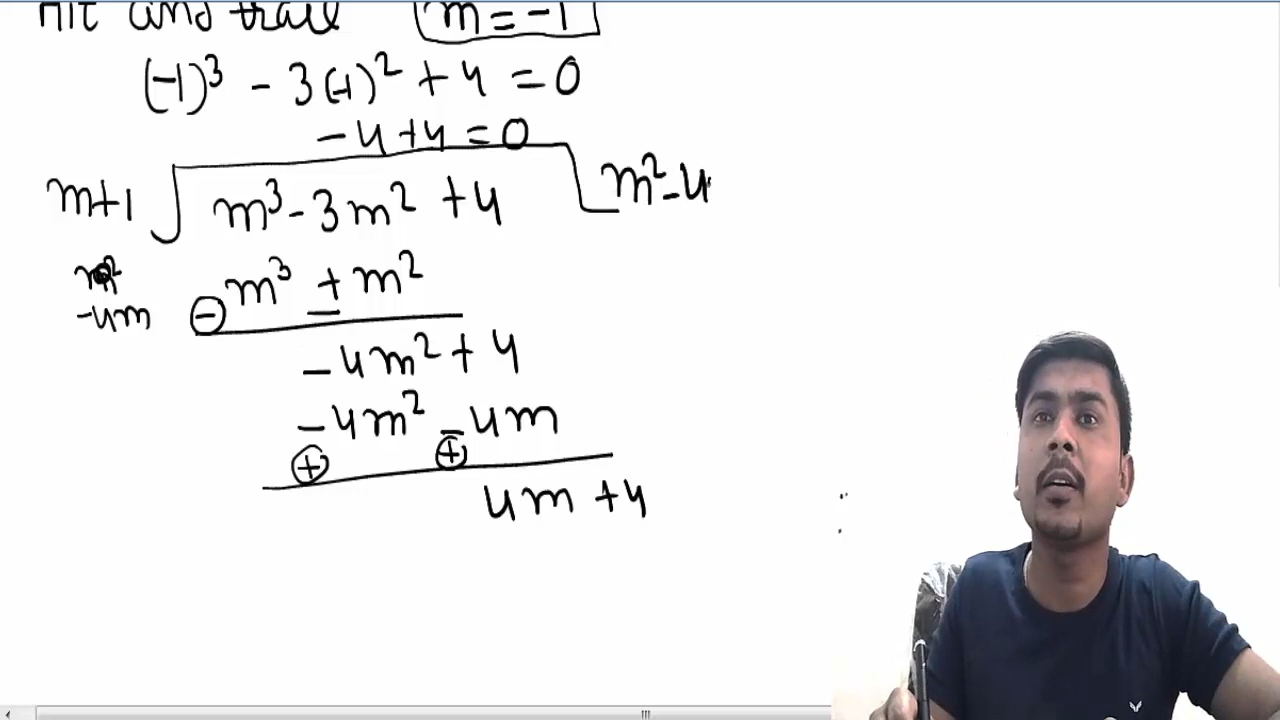 Hit and trail m = -1
(-1)³ - 3(-1)² + 4 = 0
- 4 + 4 = 0
m+1 m³ - 3m² + 4 m² - 4
m³ + m²
-4m
-
- 4m² + 4
- 4m² - 4m
+ +
4m + 4